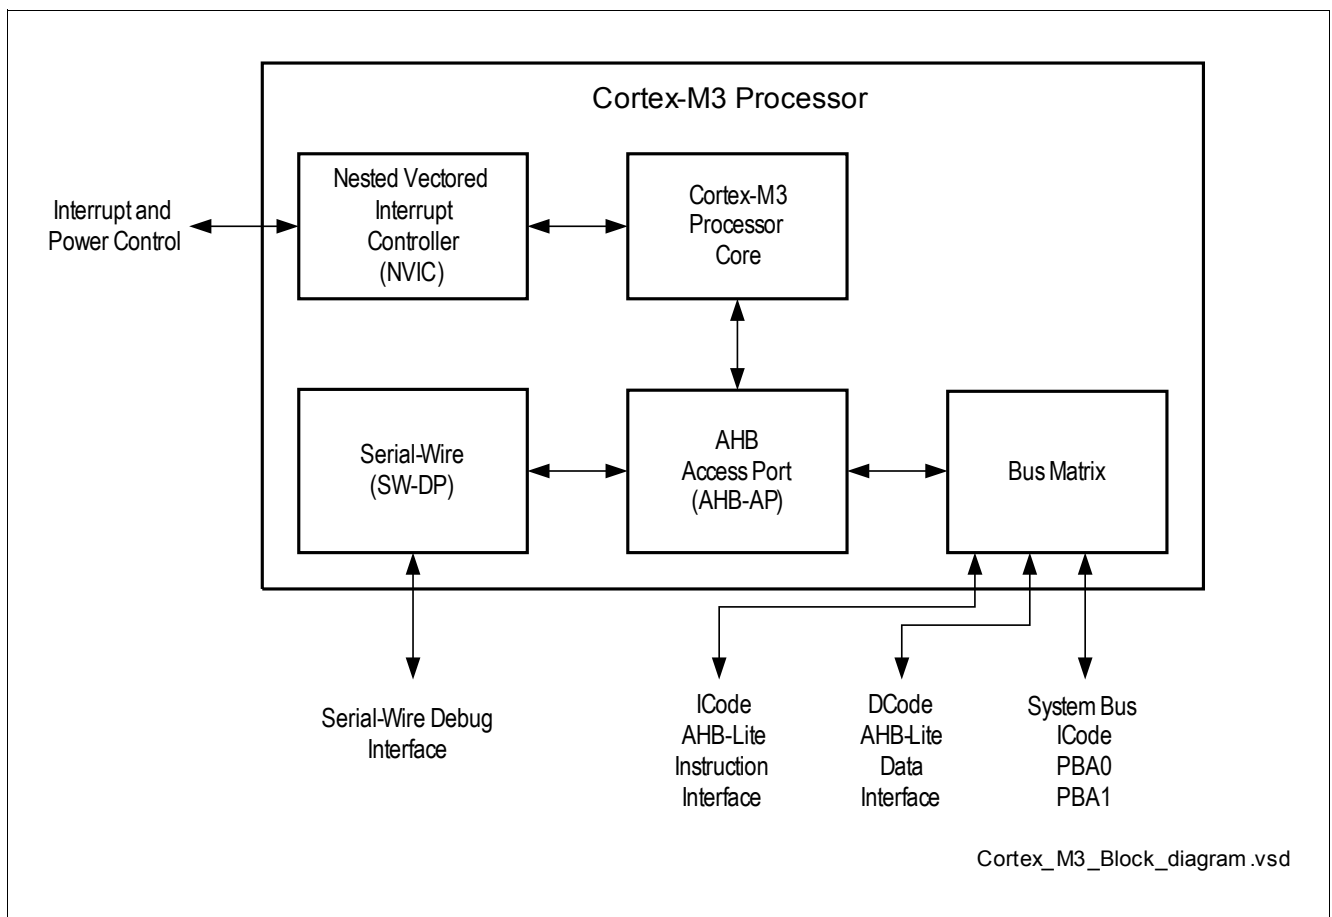 Cortex-M3 Processor
Nested Vectored
Interrupt
Controller
(NVIC)
Cortex-M3
Processor
Core
Interrupt and
Power Control
Serial-Wire
(SW-DP)
AHB
Access Port
(AHB-AP)
Bus Matrix
Serial-Wire Debug
Interface
ICode
AHB-Lite
Instruction
Interface
DCode
AHB-Lite
Data
Interface
System Bus
ICode
PBA0
PBA1
Cortex_M3_Block_diagram.vsd